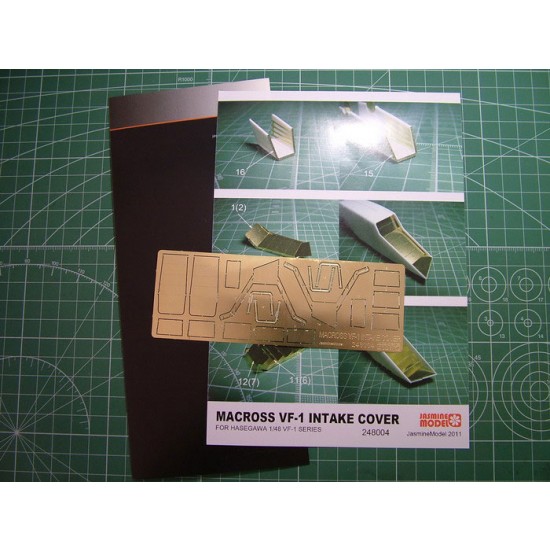 16
15
1(2)
12(7)
11(6)
MACROSS VF-1 INTAKE COVER
FOR HASEGAWA 1/48 VF-1 SERIES
248004
JASMINE
MODEL
JasmineModel 2011